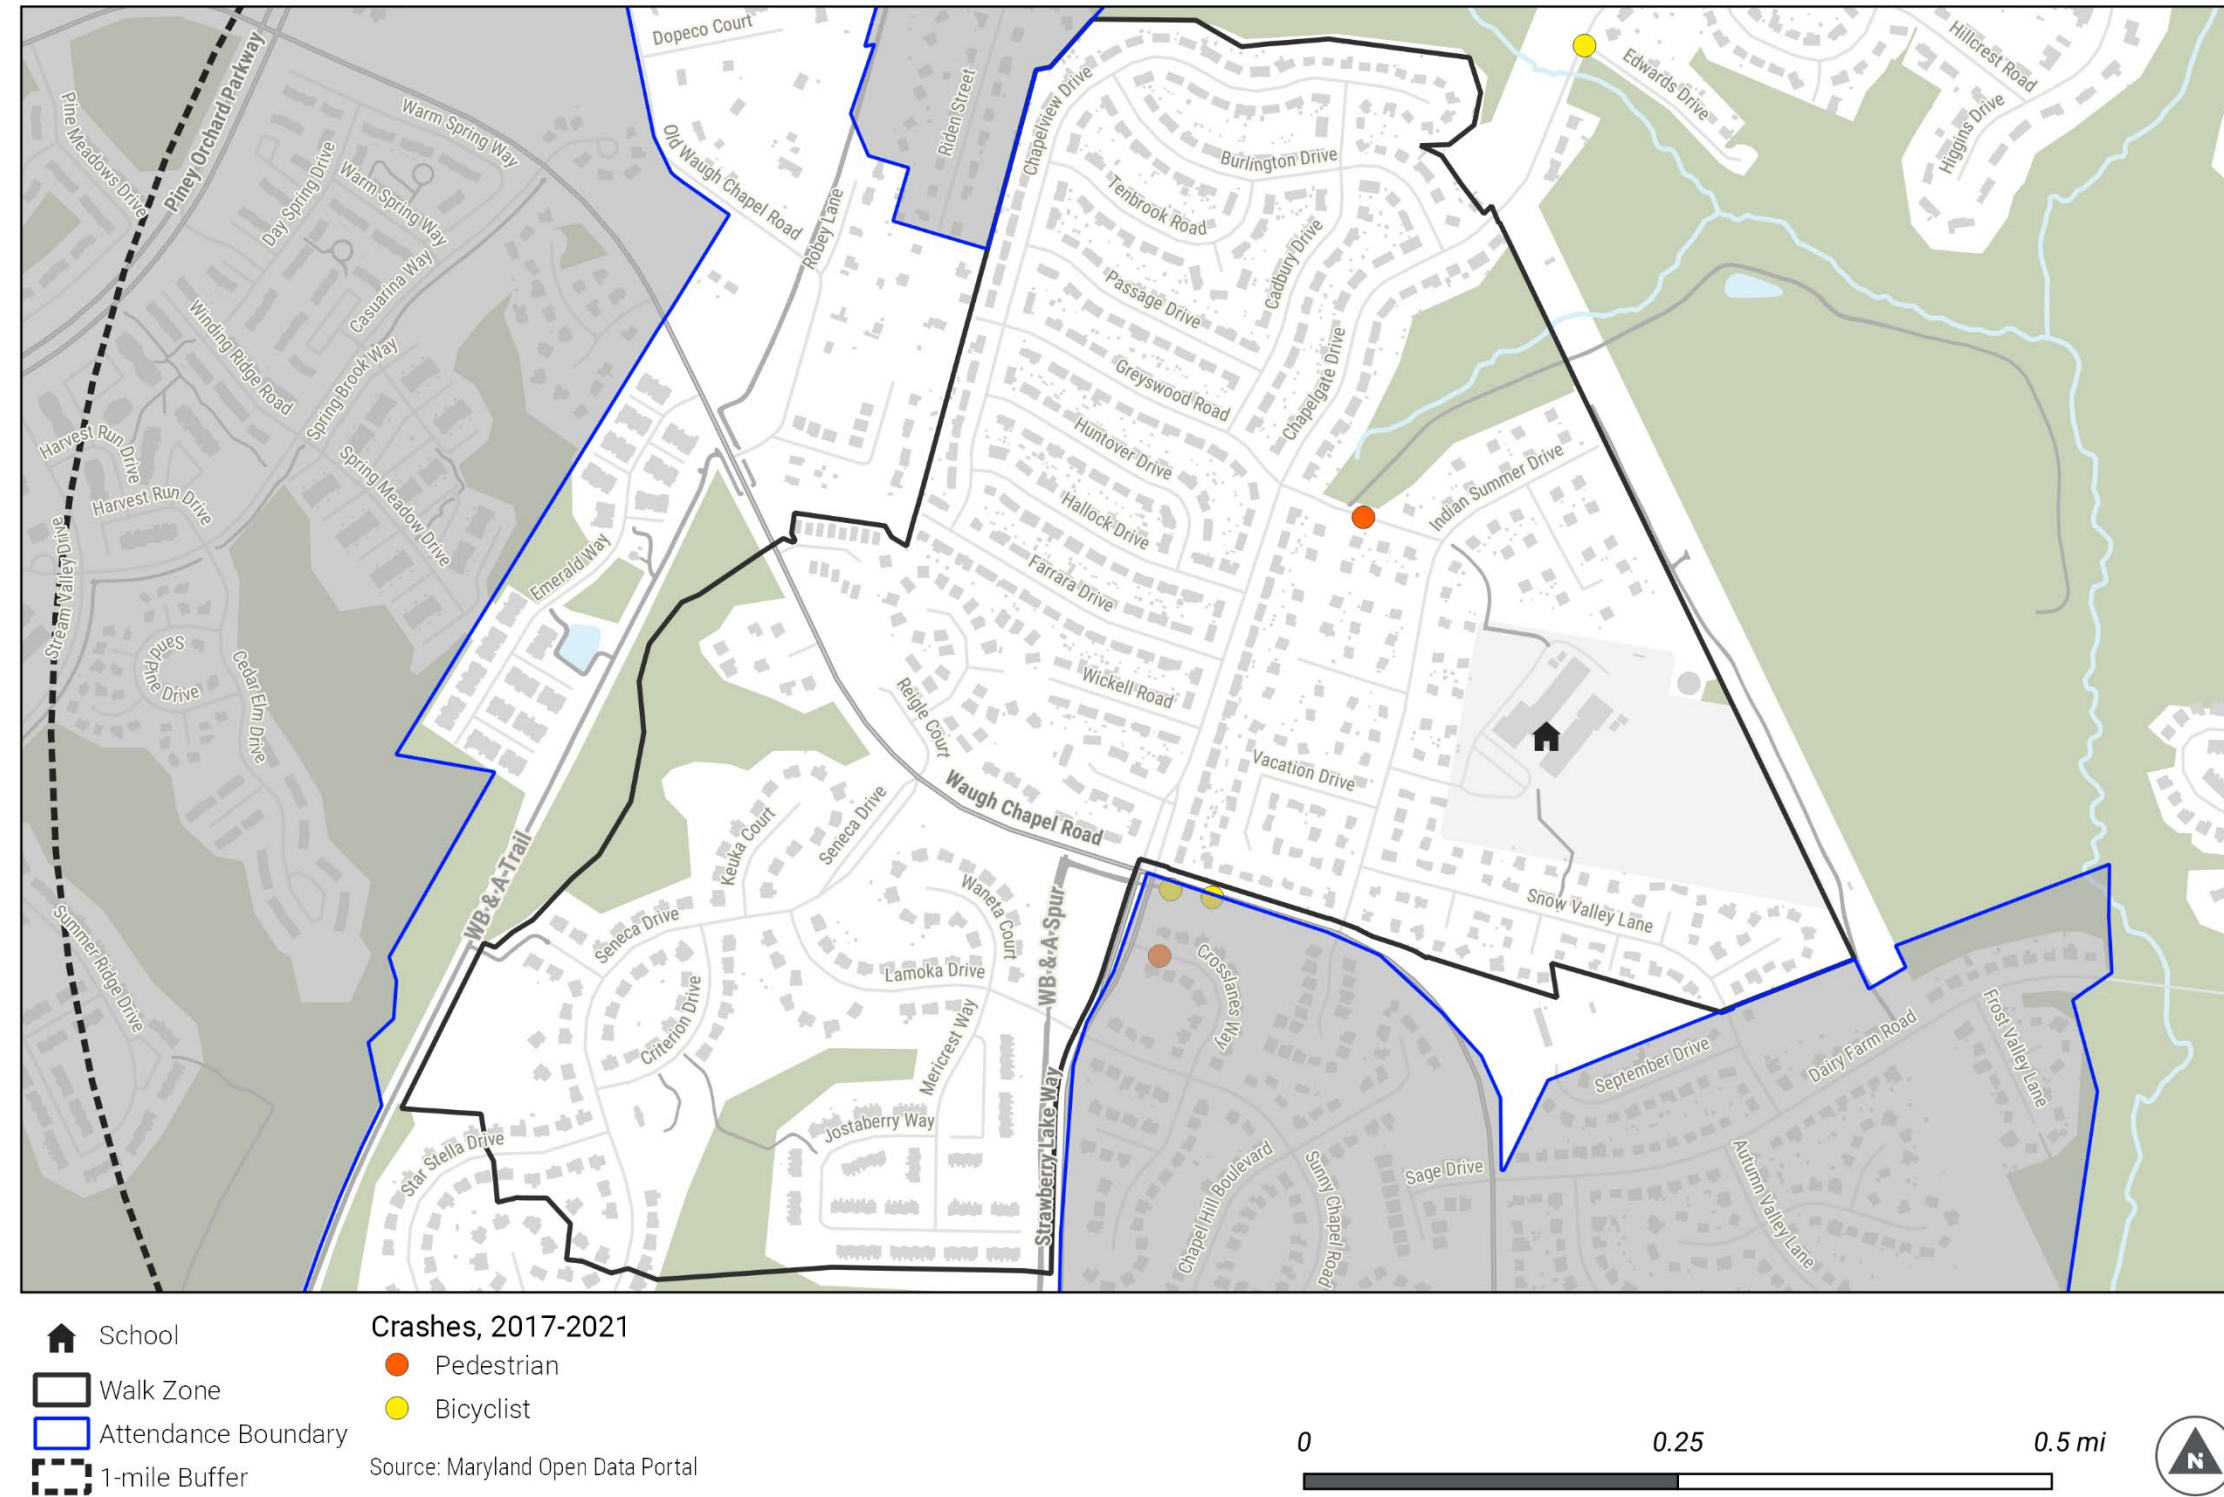 Dopeco Court
Piney Orchard Parkway
Pine Meadows Drive
Warm Spring Way
Day Spring Drive
Warm Spring Way
Casuarina Way
Winding Ridge Road
Spring Brook Way
Harvest Run Drive
Harvest Run Drive
Spring Meadow Drive
Stream Valley Drive
Sand Pine Drive
Cedar Elm Drive
Summer Ridge Drive
Old Waugh Chapel Road
Robey Lane
Riden Street
Chapelview Drive
Burlington Drive
Tenbrook Road
Cadbury Drive
Passage Drive
Greyswood Road
Chapelgate Drive
Huntover Drive
Hallock Drive
Farrara Drive
Wickell Road
Indian Summer Drive
Edwards Drive
Hillcrest Road
Higgins Drive
Emerald Way
Reigle Court
Waugh Chapel Road
Vacation Drive
Snow Valley Lane
WB & A Trail
Keuka Court
Seneca Drive
Seneca Drive
Waneta Court
Lamoka Drive
Criterion Drive
Mericrest Way
Jostaberry Way
Star Stella Drive
WB & A Spur
Strawberry Lake Way
Crosslanes Way
Chapel Hill Boulevard
Sunny Chapel Road
Sage Drive
September Drive
Dairy Farm Road
Frost Valley Lane
Autumn Valley Lane
School
Walk Zone
Attendance Boundary
1-mile Buffer
Crashes, 2017-2021
Pedestrian
Bicyclist
Source: Maryland Open Data Portal
0 0.25 0.5 mi
N